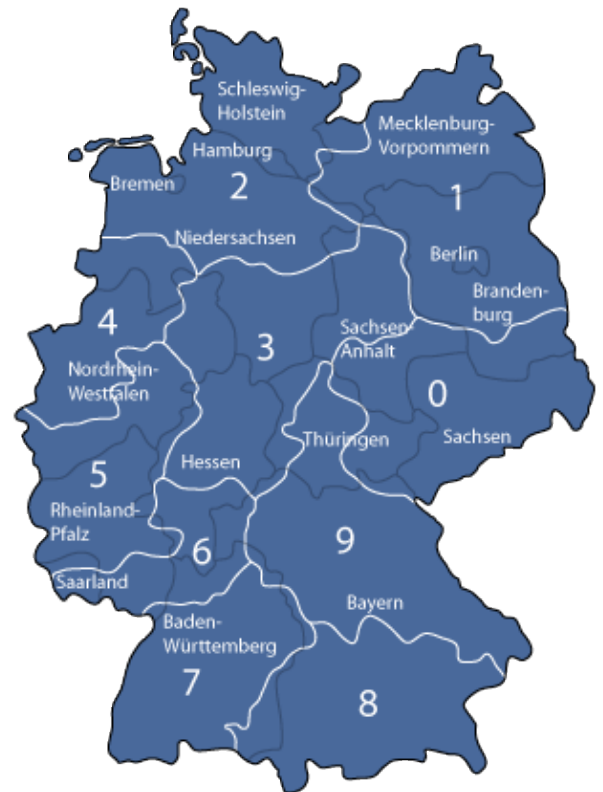 Schleswig-
Holstein
Mecklenburg-
Vorpommern
Hamburg
Bremen
2
1
Niedersachsen
Berlin
Branden-
burg
4
3
Sachsen-
Anhalt
Nordrhein-
Westfalen
0
Thüringen
Sachsen
Hessen
5
Rheinland-
Pfalz
6
9
Saarland
Bayern
Baden-
Württemberg
7
8